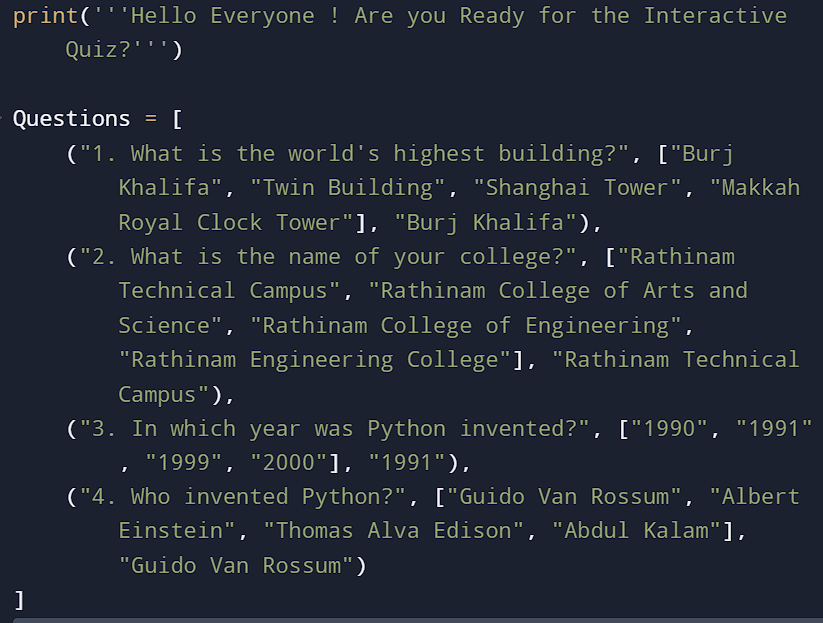 print('''Hello Everyone ! Are you Ready for the Interactive
Quiz?''')
Questions = [
("1. What is the world's highest building?", ["Burj
Khalifa", "Twin Building", "Shanghai Tower", "Makkah
Royal Clock Tower"], "Burj Khalifa"),
("2. What is the name of your college?", ["Rathinam
Technical Campus", "Rathinam College of Arts and
Science", "Rathinam College of Engineering",
"Rathinam Engineering College"], "Rathinam Technical
Campus"),
("3. In which year was Python invented?", ["1990", "1991"
, "1999", "2000"], "1991"),
("4. Who invented Python?", ["Guido Van Rossum", "Albert
Einstein", "Thomas Alva Edison", "Abdul Kalam"],
"Guido Van Rossum")
]